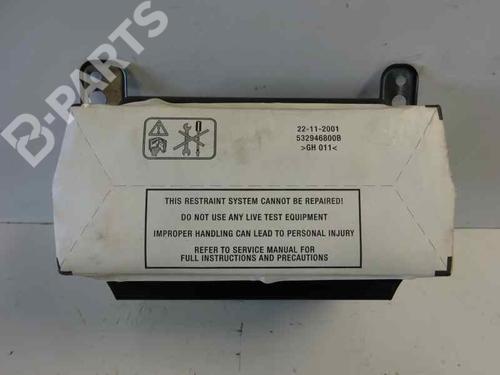 B-PARTS
22-11-2001
532946800B
>GH 011<
THIS RESTRAINT SYSTEM CANNOT BE REPAIRED!
DO NOT USE ANY LIVE TEST EQUIPMENT
IMPROPER HANDLING CAN LEAD TO PERSONAL INJURY
REFER TO SERVICE MANUAL FOR
FULL INSTRUCTIONS AND PRECAUTIONS